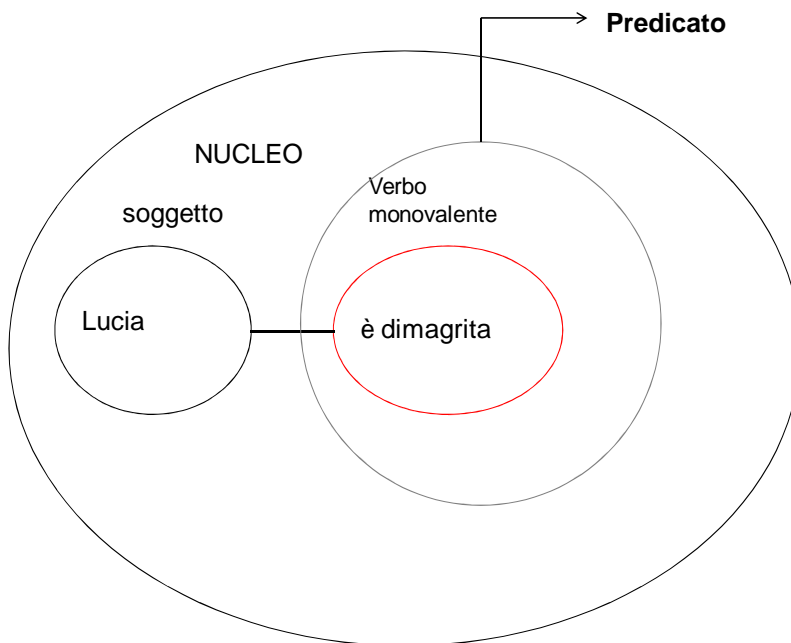 Predicato
NUCLEO
Verbo
monovalente
soggetto
Lucia
è dimagrita